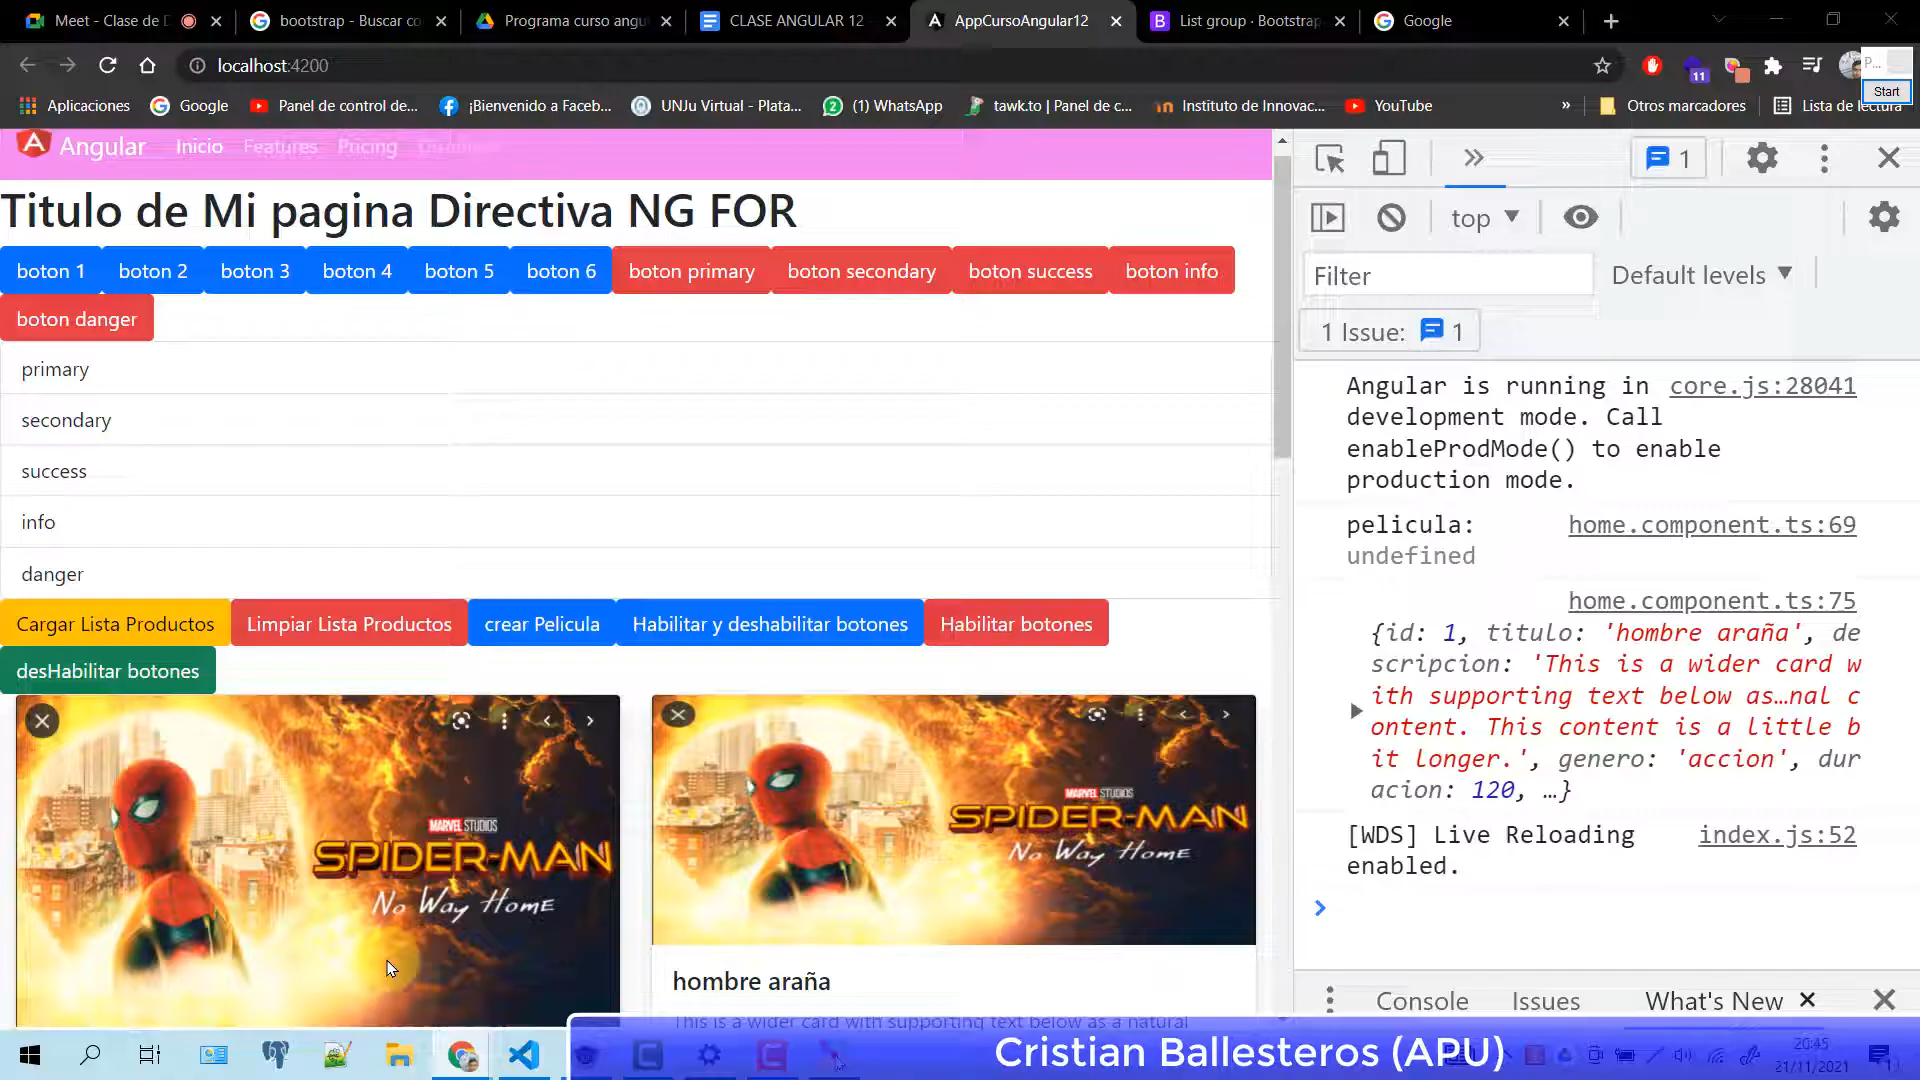 Meet - Clase de D
bootstrap - Buscar co
Programa curso angu
CLASE ANGULAR 12 -
AppCursoAngular12
List group · Bootstrap
Google
localhost:4200
11
P...
Start
Aplicaciones
Google
Panel de control de...
¡Bienvenido a Faceb...
UNJu Virtual - Plata...
(1) WhatsApp
tawk.to | Panel de c...
Instituto de Innovac...
YouTube
»
Otros marcadores
Lista de lectura
Angular
Inicio
Features
Pricing
Titulo de Mi pagina Directiva NG FOR
boton 1
boton 2
boton 3
boton 4
boton 5
boton 6
boton primary
boton secondary
boton success
boton info
boton danger
primary
secondary
success
info
danger
Cargar Lista Productos
Limpiar Lista Productos
crear Pelicula
Habilitar y deshabilitar botones
Habilitar botones
desHabilitar botones
MARVEL STUDIOS
SPIDER-MAN
No Way Home
MARVEL STUDIOS
SPIDER-MAN
No Way Home
hombre araña
This is a wider card with supporting text below as a natural
1
top
Filter
Default levels
1 Issue: 1
Angular is running in core.js:28041
development mode. Call
enableProdMode() to enable
production mode.
pelicula: home.component.ts:69
undefined
home.component.ts:75
{id: 1, titulo: 'hombre araña', de
scripcion: 'This is a wider card w
ith supporting text below as…nal c
ontent. This content is a little b
it longer.', genero: 'accion', dur
acion: 120, …}
[WDS] Live Reloading index.js:52
enabled.
Console
Issues
What's New
Cristian Ballesteros (APU)
20:45
21/11/2021